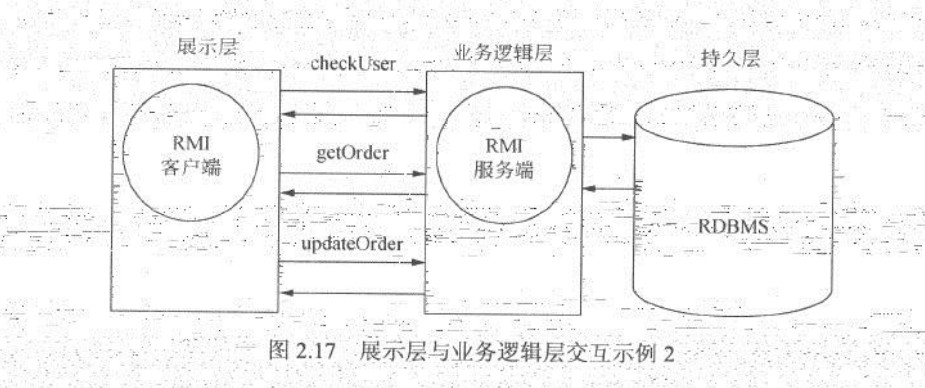 展示层
checkUser
业务逻辑层
持久层
RMI
客户端
getOrder
RMI
服务端
updateOrder
RDBMS
图 2.17 展示层与业务逻辑层交互示例 2